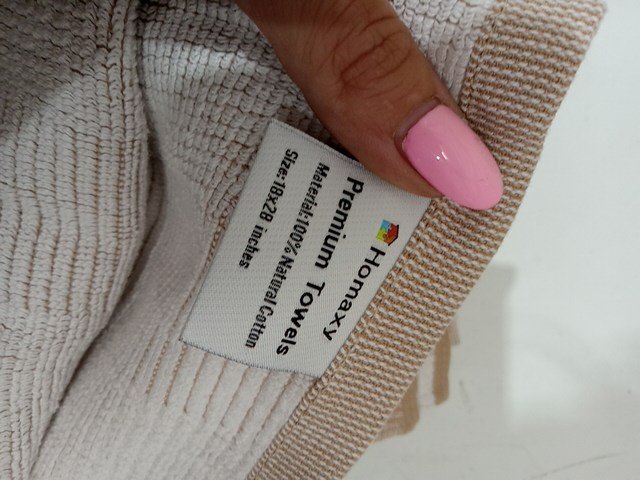 Homaxy
Premium Towels
Material:100% Natural Cotton
Size:18x28 inches